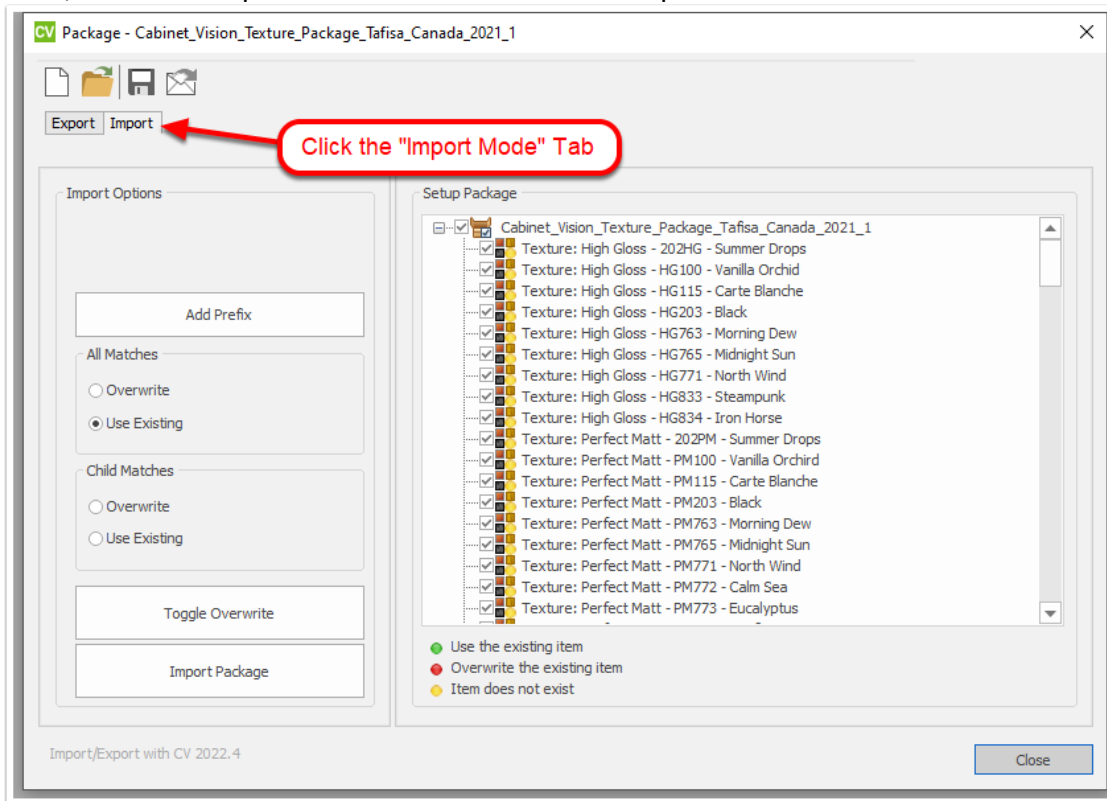 CV Package - Cabinet_Vision_Texture_Package_Tafisa_Canada_2021_1
Export Import
Click the "Import Mode" Tab
Import Options
Add Prefix
All Matches
Overwrite
Use Existing
Child Matches
Overwrite
Use Existing
Toggle Overwrite
Import Package
Setup Package
Cabinet_Vision_Texture_Package_Tafisa_Canada_2021_1
Texture: High Gloss - 202HG - Summer Drops
Texture: High Gloss - HG100 - Vanilla Orchid
Texture: High Gloss - HG115 - Carte Blanche
Texture: High Gloss - HG203 - Black
Texture: High Gloss - HG763 - Morning Dew
Texture: High Gloss - HG765 - Midnight Sun
Texture: High Gloss - HG771 - North Wind
Texture: High Gloss - HG833 - Steampunk
Texture: High Gloss - HG834 - Iron Horse
Texture: Perfect Matt - 202PM - Summer Drops
Texture: Perfect Matt - PM100 - Vanilla Orchird
Texture: Perfect Matt - PM115 - Carte Blanche
Texture: Perfect Matt - PM203 - Black
Texture: Perfect Matt - PM763 - Morning Dew
Texture: Perfect Matt - PM765 - Midnight Sun
Texture: Perfect Matt - PM771 - North Wind
Texture: Perfect Matt - PM772 - Calm Sea
Texture: Perfect Matt - PM773 - Eucalyptus
Use the existing item
Overwrite the existing item
Item does not exist
Import/Export with CV 2022.4
Close